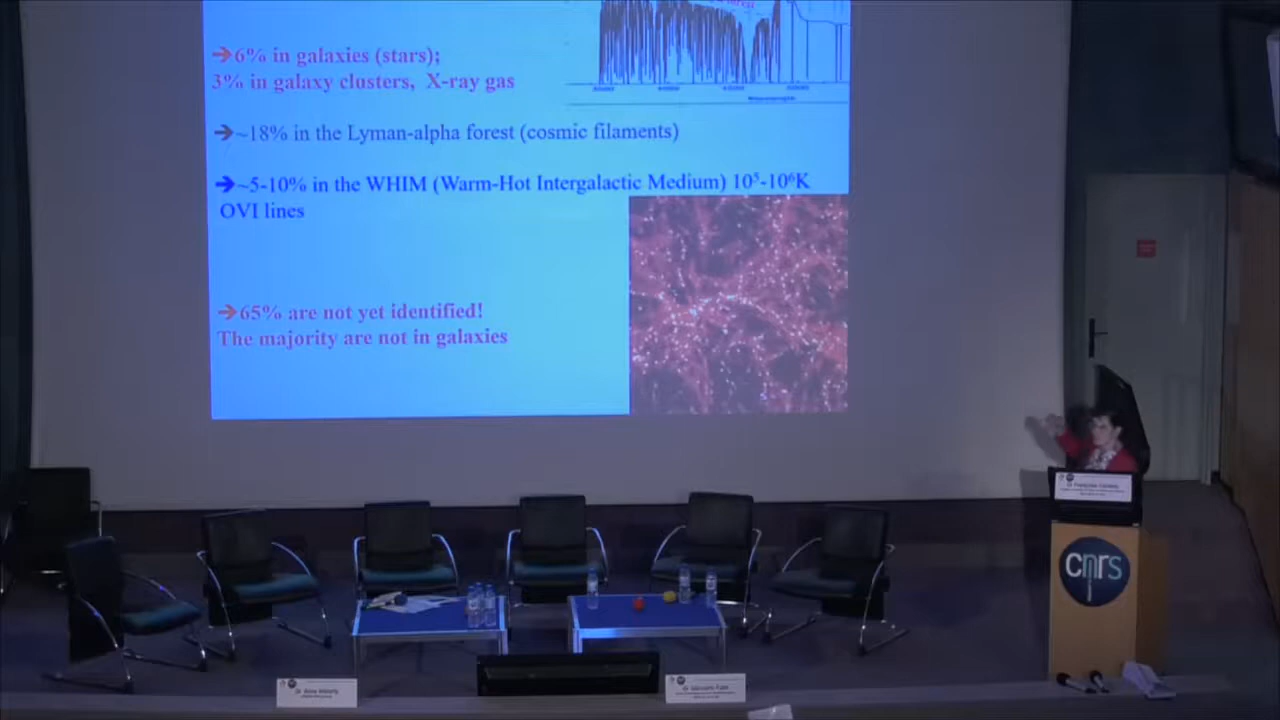 ➔6% in galaxies (stars);
3% in galaxy clusters, X-ray gas
➔~18% in the Lyman-alpha forest (cosmic filaments)
➔~5-10% in the WHIM (Warm-Hot Intergalactic Medium) 10⁵-10⁶K
OVI lines
➔65% are not yet identified!
The majority are not in galaxies
cnrs